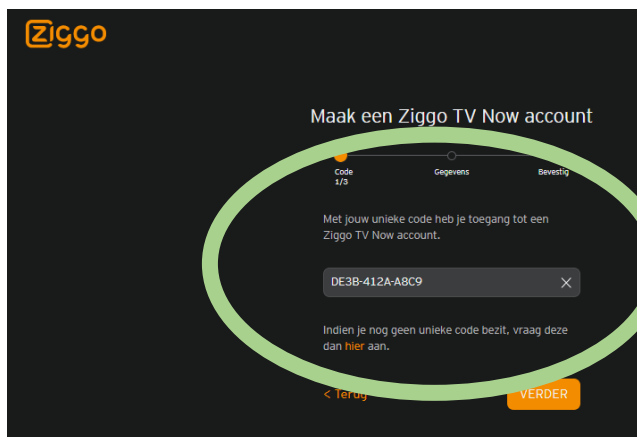 Ziggo
Maak een Ziggo TV Now account
Code Gegevens Bevestig
1/3
Met jouw unieke code heb je toegang tot een
Ziggo TV Now account.
DE3B-412A-A8C9
Indien je nog geen unieke code bezit, vraag deze
dan hier aan.
< Terug VERDER